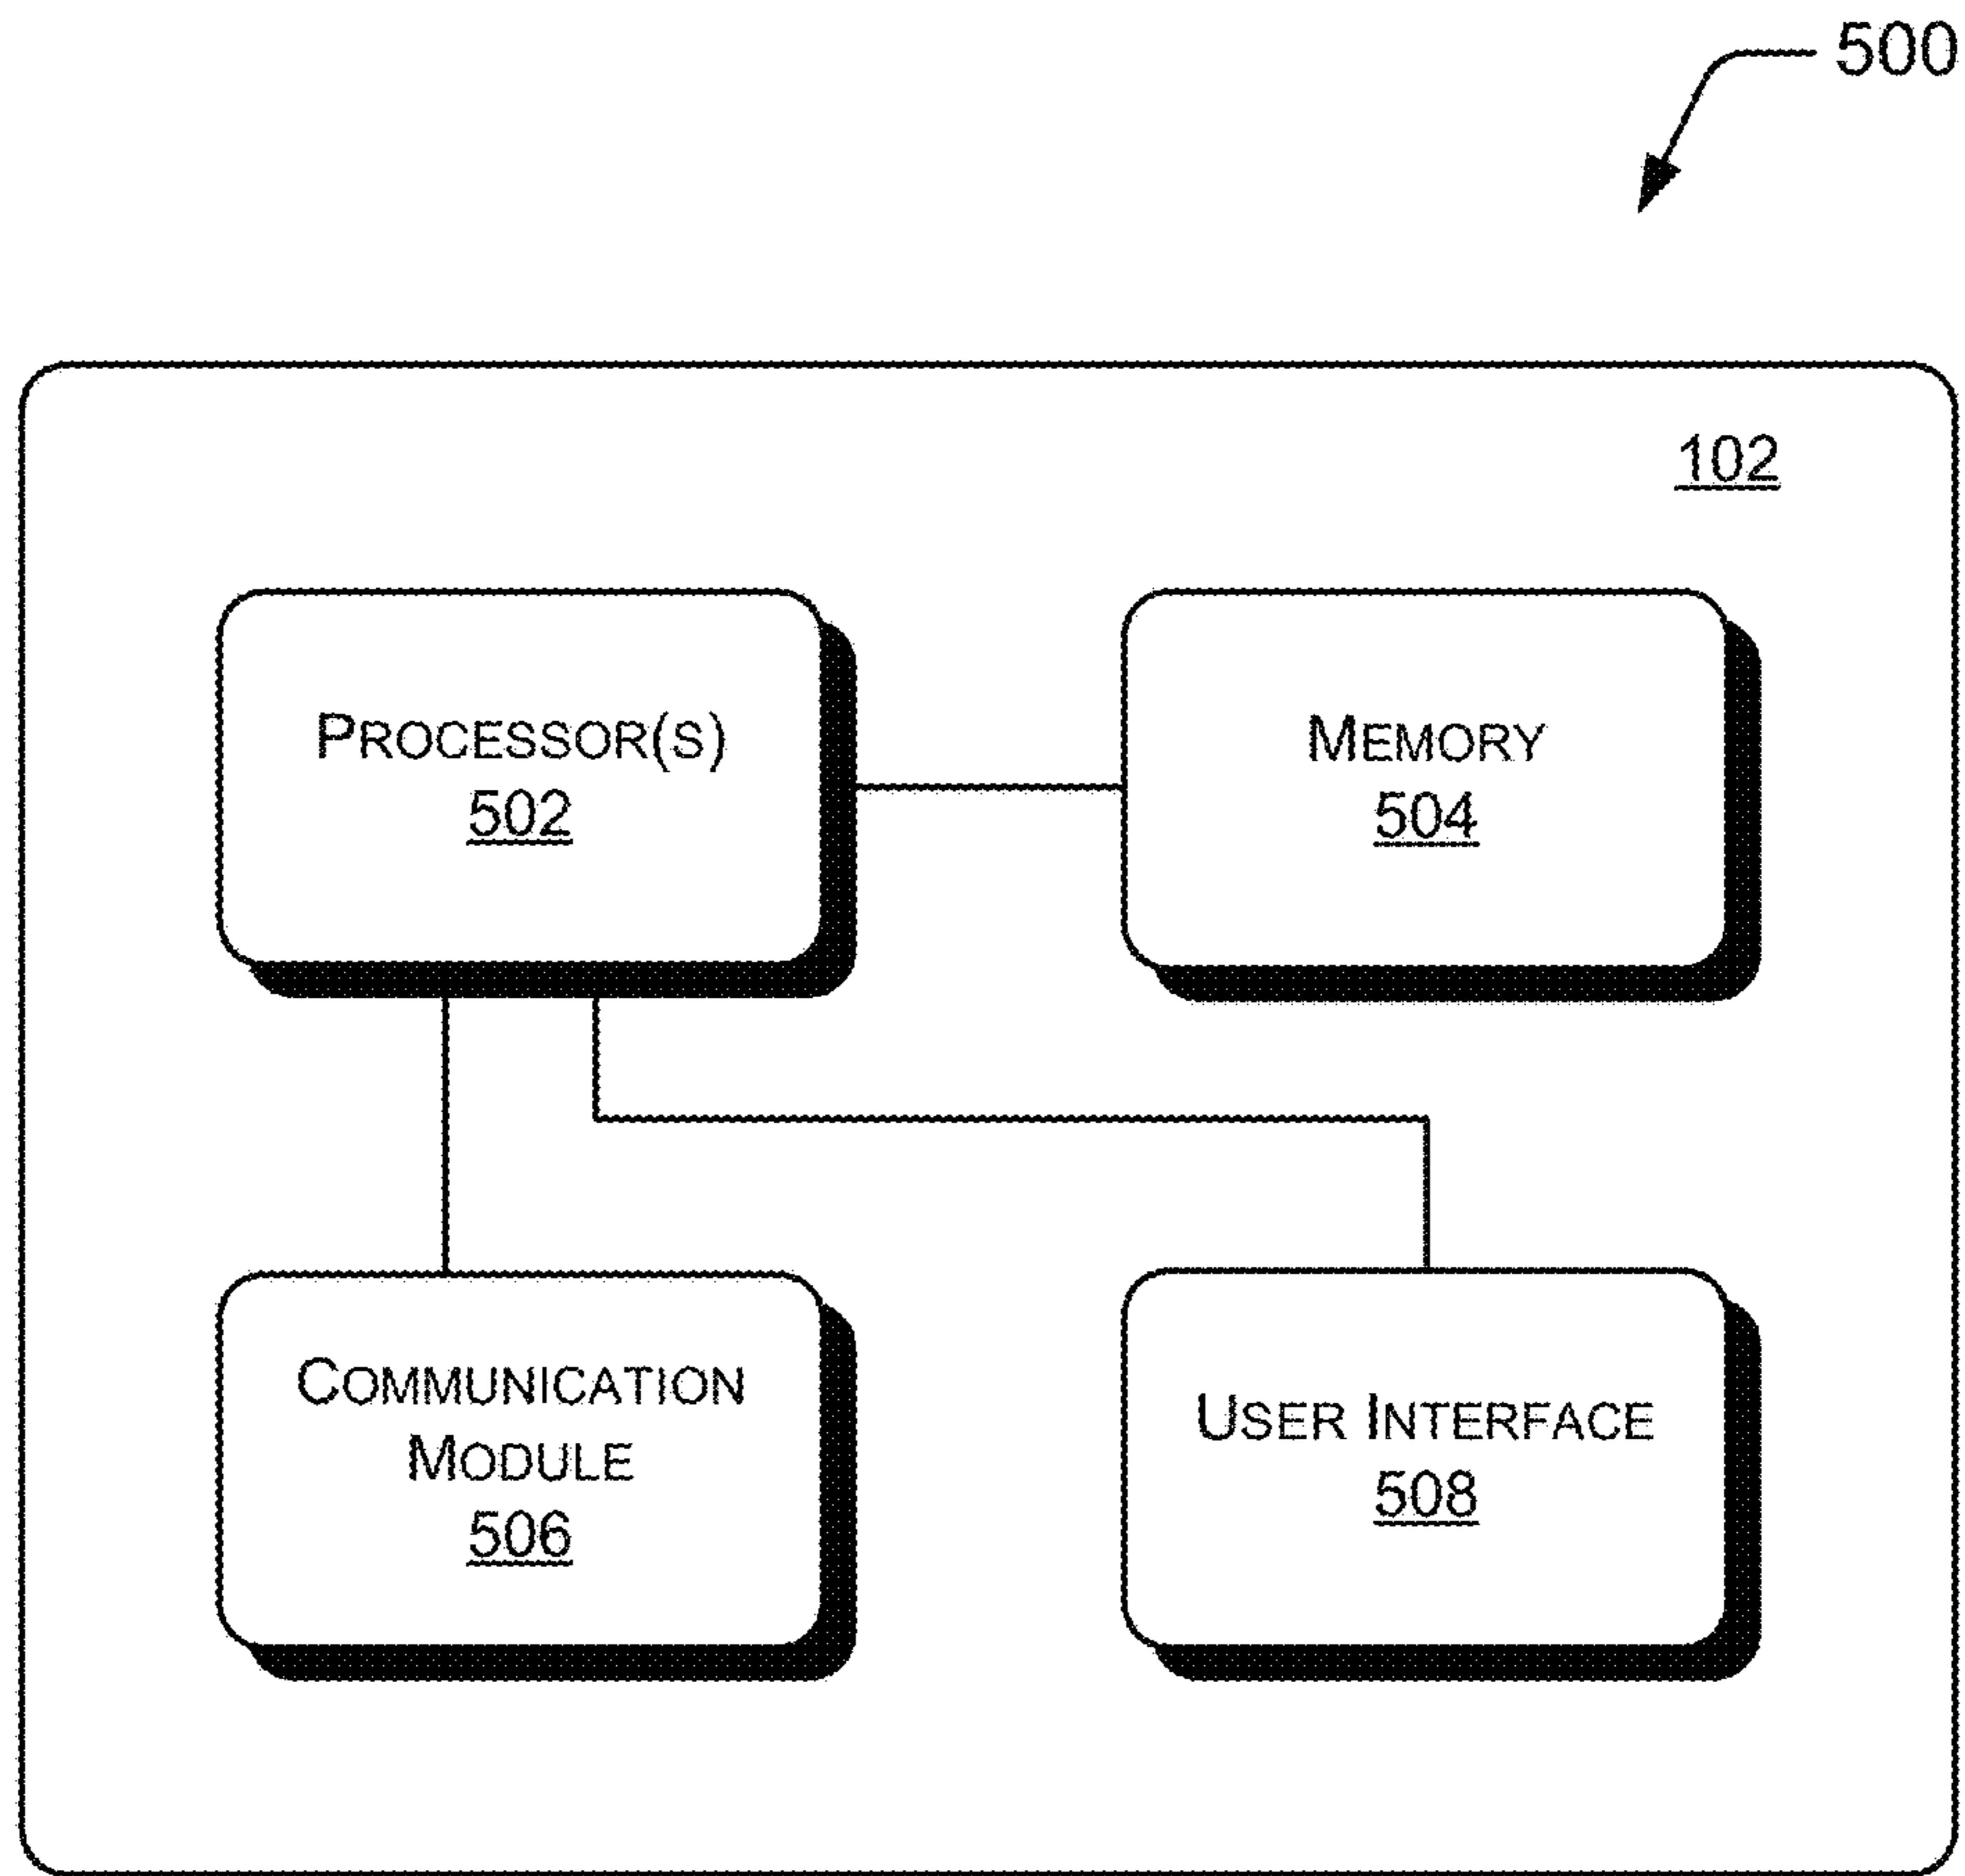 500
102
PROCESSOR(S)
502
MEMORY
504
COMMUNICATION
MODULE
506
USER INTERFACE
508